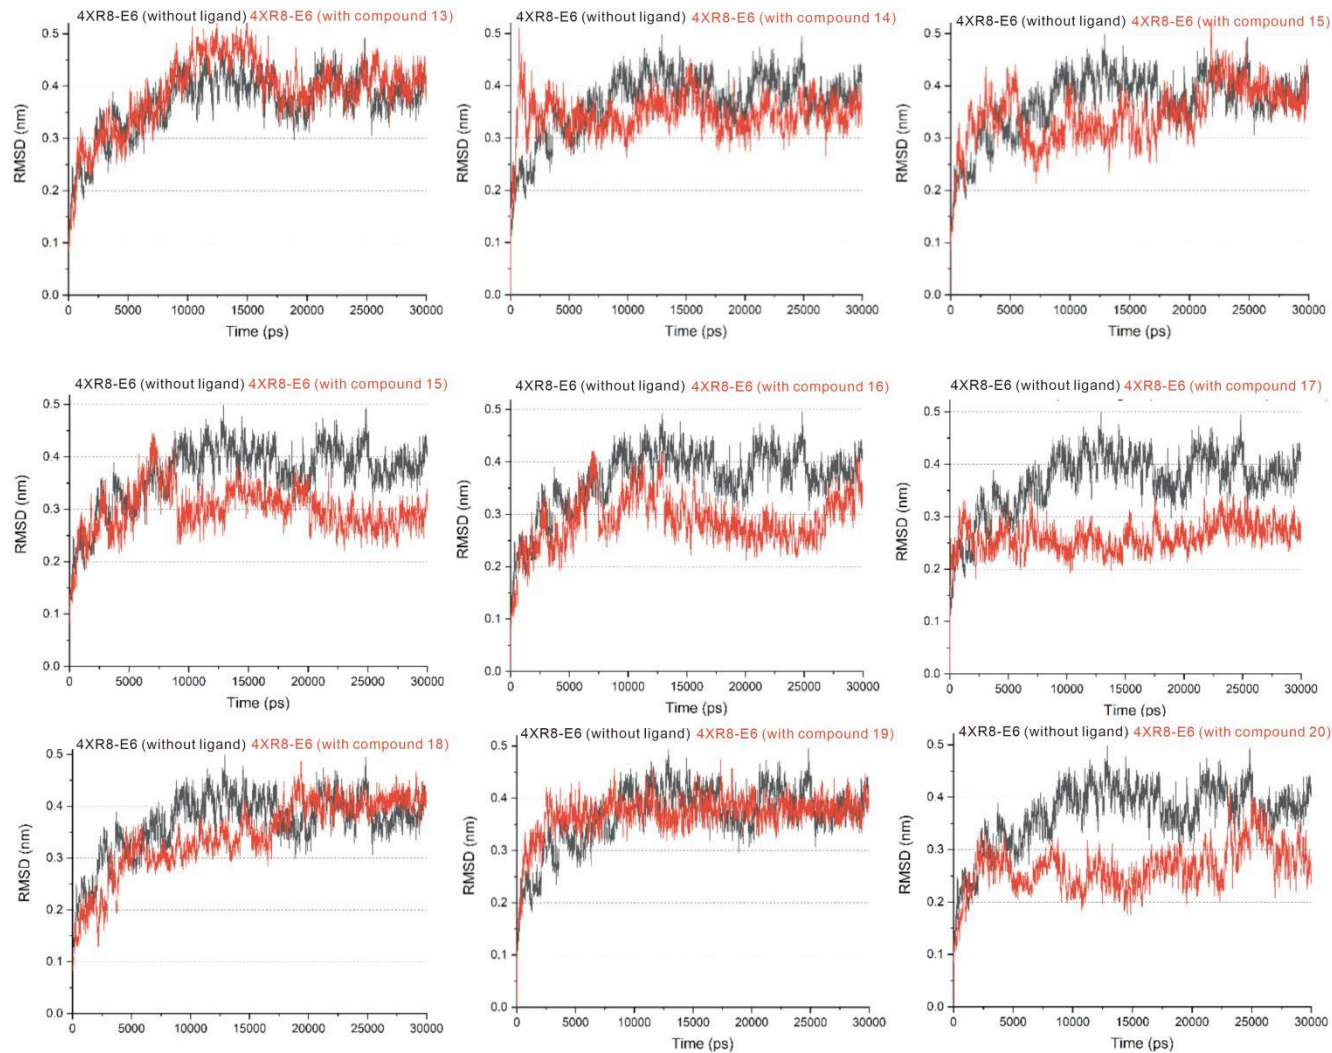 4XR8-E6 (without ligand) 4XR8-E6 (with compound 13)
RMSD (nm)
0.5
0.4
0.3
0.2
0.1
0.0
0 5000 10000 15000 20000 25000 30000
Time (ps)
4XR8-E6 (without ligand) 4XR8-E6 (with compound 14)
RMSD (nm)
0.5
0.4
0.3
0.2
0.1
0.0
0 5000 10000 15000 20000 25000 30000
Time (ps)
4XR8-E6 (without ligand) 4XR8-E6 (with compound 15)
RMSD (nm)
0.5
0.4
0.3
0.2
0.1
0.0
0 5000 10000 15000 20000 25000 30000
Time (ps)
4XR8-E6 (without ligand) 4XR8-E6 (with compound 15)
RMSD (nm)
0.5
0.4
0.3
0.2
0.1
0.0
0 5000 10000 15000 20000 25000 30000
Time (ps)
4XR8-E6 (without ligand) 4XR8-E6 (with compound 16)
RMSD (nm)
0.5
0.4
0.3
0.2
0.1
0.0
0 5000 10000 15000 20000 25000 30000
Time (ps)
4XR8-E6 (without ligand) 4XR8-E6 (with compound 17)
RMSD (nm)
0.5
0.4
0.3
0.2
0.1
0.0
0 5000 10000 15000 20000 25000 30000
Time (ps)
4XR8-E6 (without ligand) 4XR8-E6 (with compound 18)
RMSD (nm)
0.5
0.4
0.3
0.2
0.1
0.0
0 5000 10000 15000 20000 25000 30000
Time (ps)
4XR8-E6 (without ligand) 4XR8-E6 (with compound 19)
RMSD (nm)
0.5
0.4
0.3
0.2
0.1
0.0
0 5000 10000 15000 20000 25000 30000
Time (ps)
4XR8-E6 (without ligand) 4XR8-E6 (with compound 20)
RMSD (nm)
0.5
0.4
0.3
0.2
0.1
0.0
0 5000 10000 15000 20000 25000 30000
Time (ps)